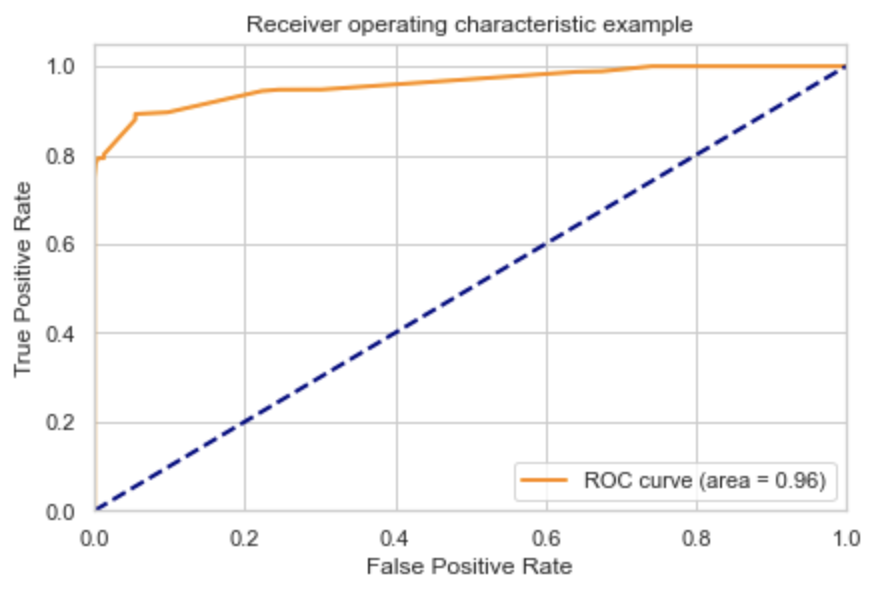 Receiver operating characteristic example
1.0
0.8
0.6
0.4
0.2
0.0
True Positive Rate
ROC curve (area = 0.96)
0.0 0.2 0.4 0.6 0.8 1.0
False Positive Rate